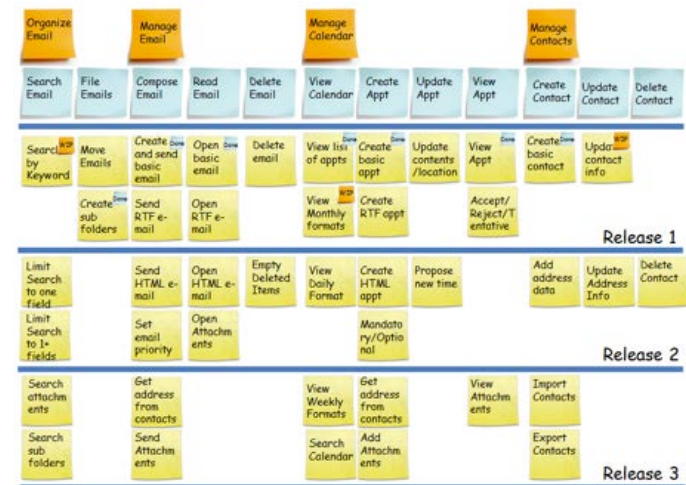 Organize
Email
Manage
Email
Manage
Calendar
Manage
Contacts
Search
Email
File
Emails
Compose
Email
Read
Email
Delete
Email
View
Calendar
Create
Appt
Update
Appt
View
Appt
Create
Contact
Update
Contact
Delete
Contact
Search
by
Keyword
WIP
Move
Emails
Create
and send
basic
email
Done
Open
basic
email
Done
Delete
email
View list
of appts
Done
Create
basic
appt
Done
Update
contents
/location
View
Appt
Done
Create
basic
contact
Done
Update
contact
info
WIP
Create
sub
folders
Done
Send
RTF e-
mail
Open
RTF e-
mail
View
Monthly
formats
WIP
Create
RTF appt
Accept/
Reject/T
entative
Release 1
Limit
Search
to one
field
Send
HTML e-
mail
Open
HTML e-
mail
Empty
Deleted
Items
View
Daily
Format
Create
HTML
appt
Propose
new time
Add
address
data
Update
Address
Info
Delete
Contact
Limit
Search
to 1+
fields
Set
email
priority
Open
Attachm
ents
Mandato
ry/Optio
nal
Release 2
Search
attachm
ents
Get
address
from
contacts
View
Weekly
Formats
Get
address
from
contacts
View
Attachm
ents
Import
Contacts
Search
sub
folders
Send
Attachm
ents
Search
Calendar
Add
Attachm
ents
Export
Contacts
Release 3